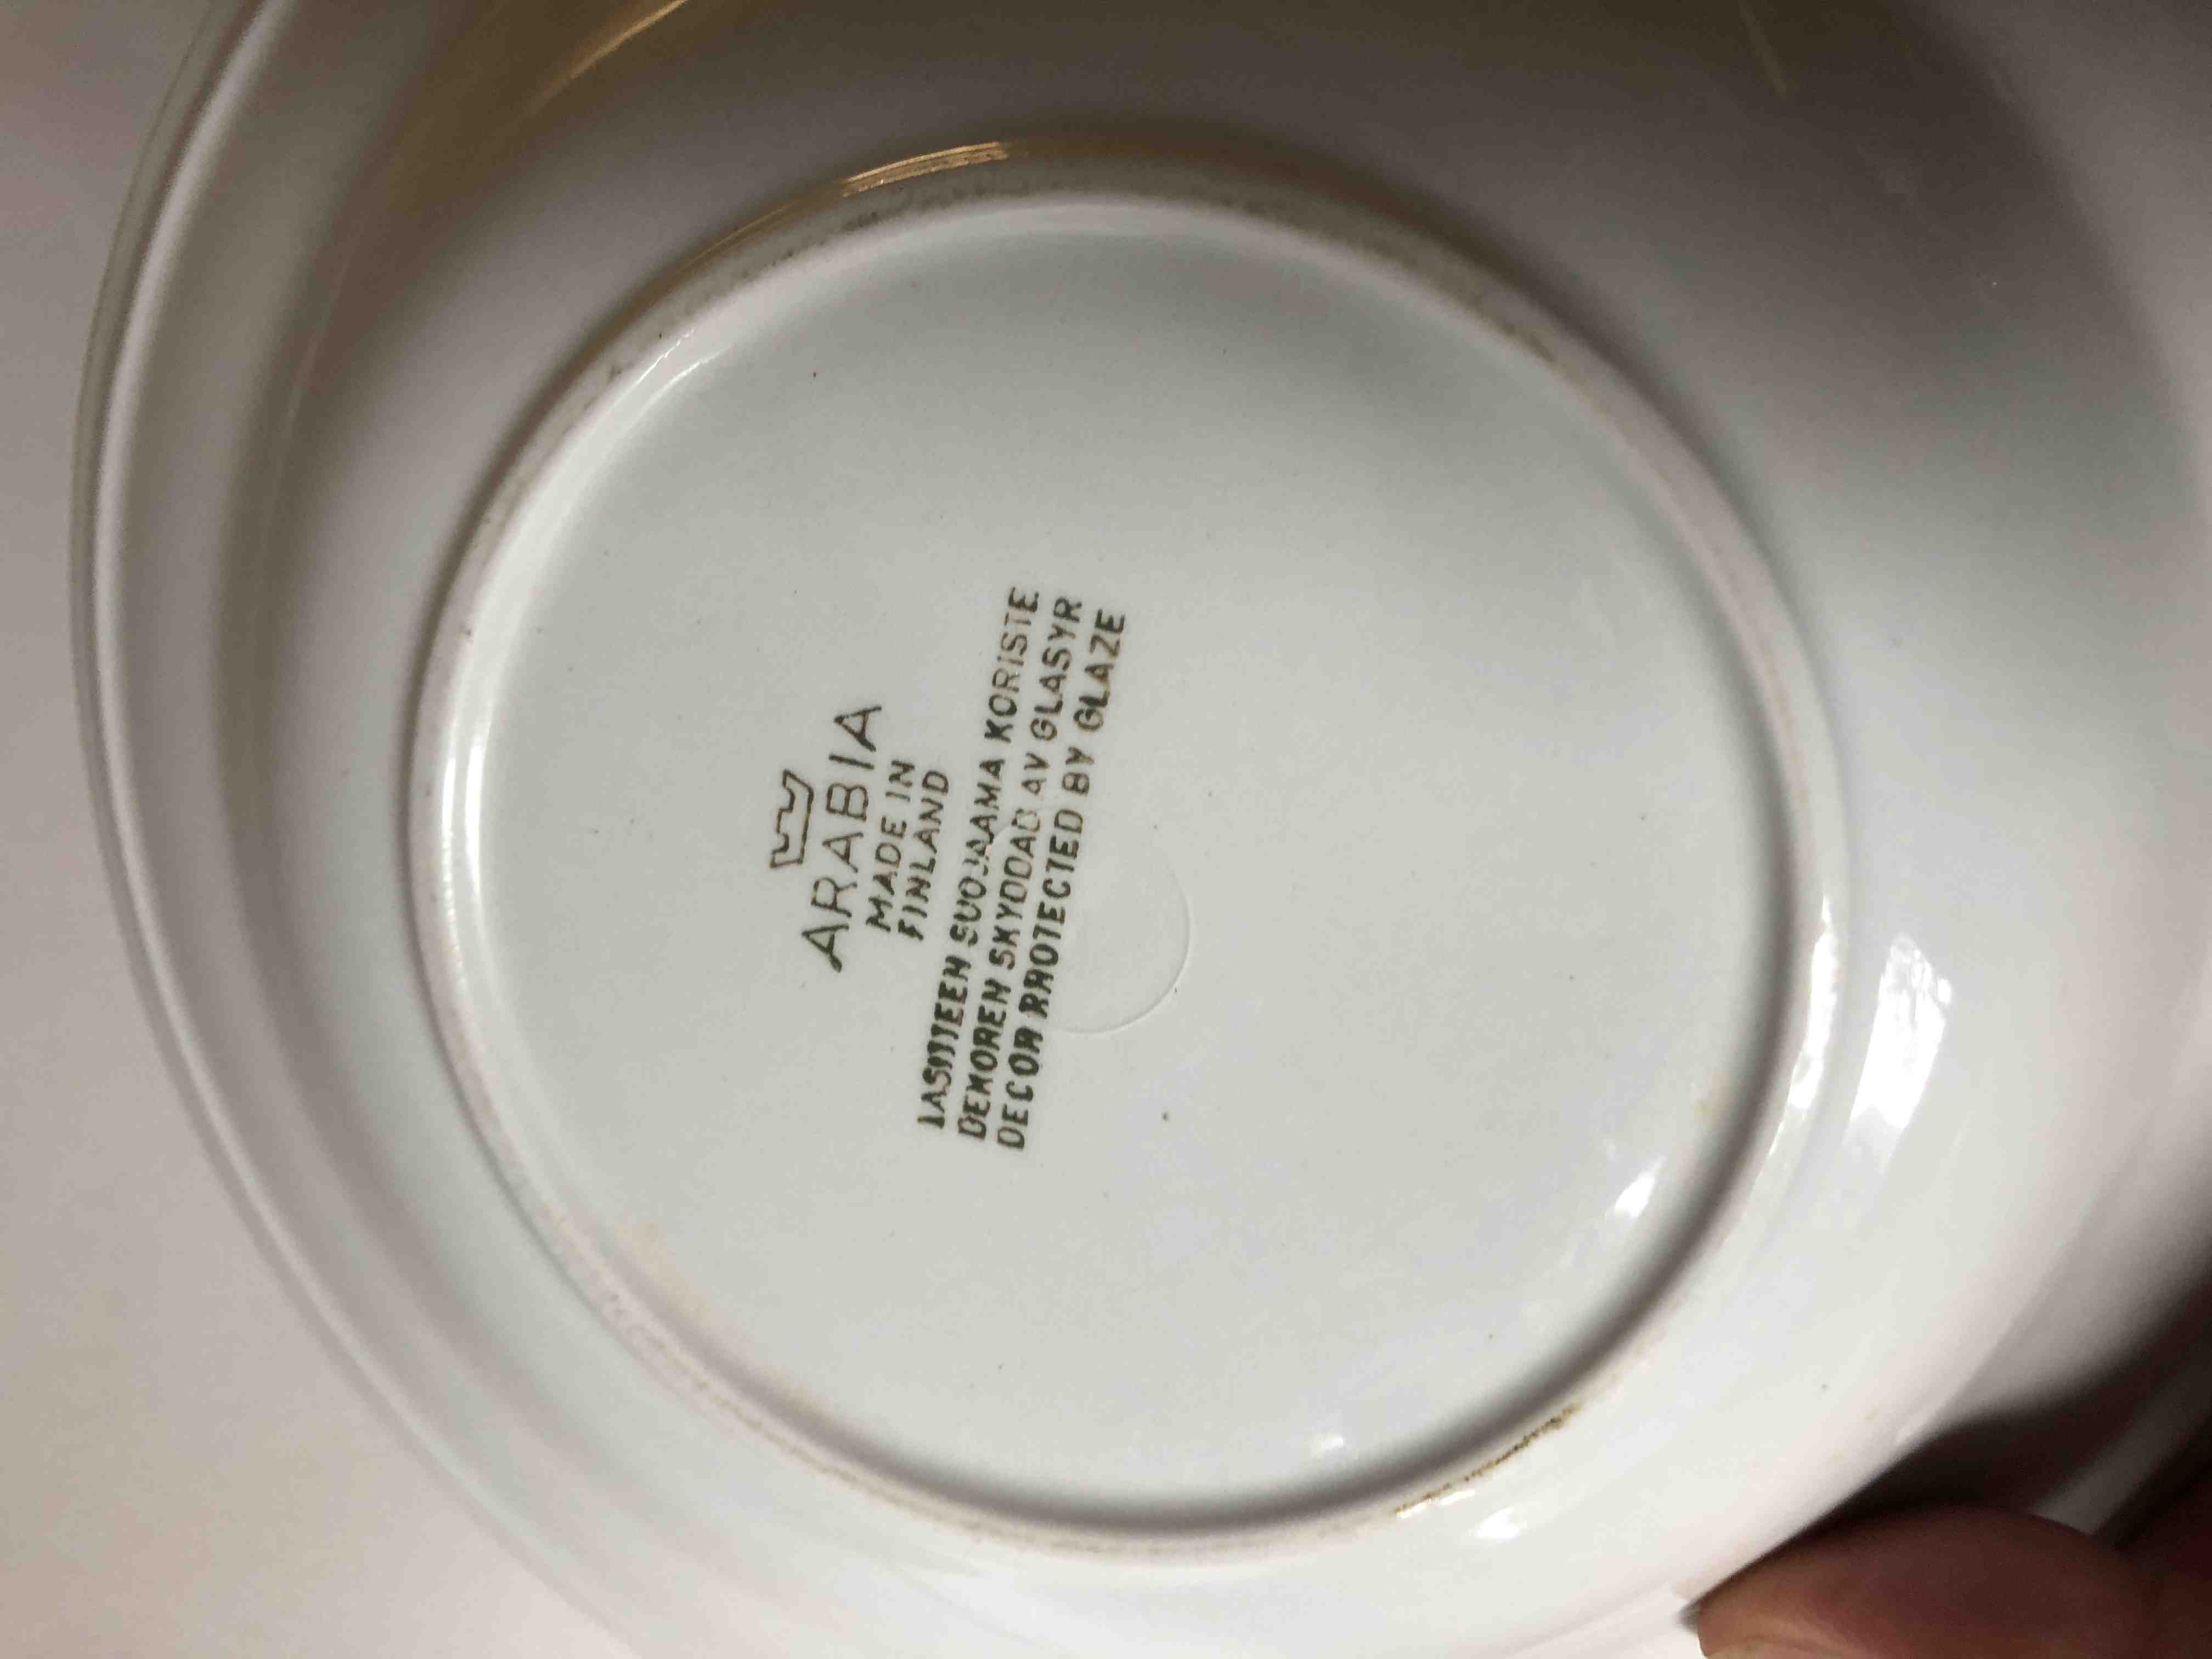 ARABIA
MADE IN
FINLAND
LASITTEEN SUOJAAMA KORISTE
DEKOREN SKYDDAD AV GLASYR
DECOR PROTECTED BY GLAZE